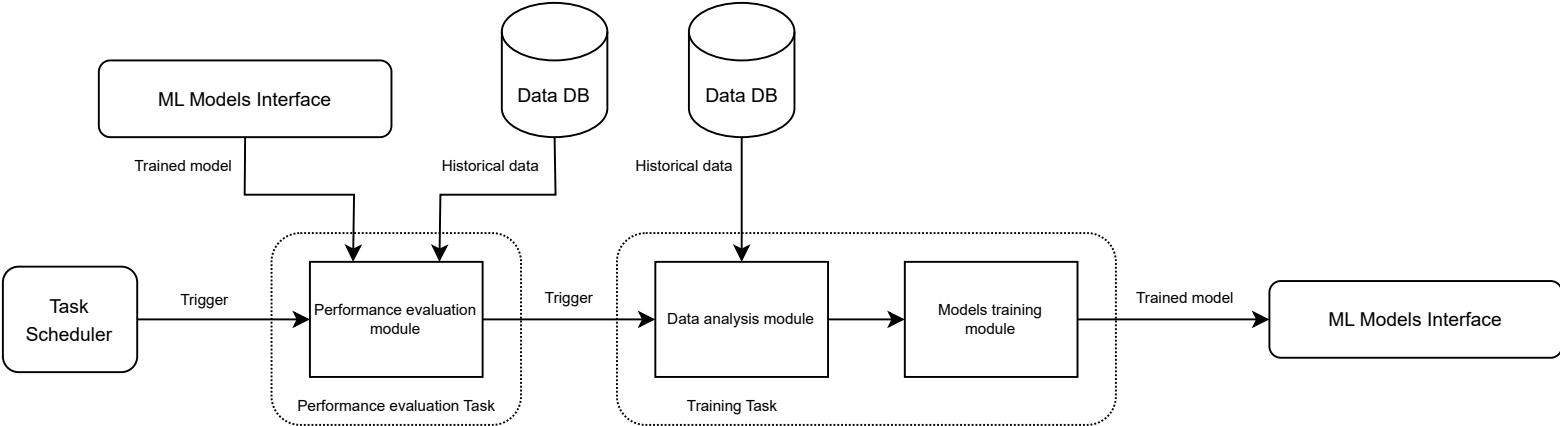 Data DB
Data DB
ML Models Interface
Trained model
Historical data
Historical data
Task
Scheduler
Trigger
Performance evaluation
module
Trigger
Data analysis module
Models training
module
Trained model
ML Models Interface
Performance evaluation Task
Training Task